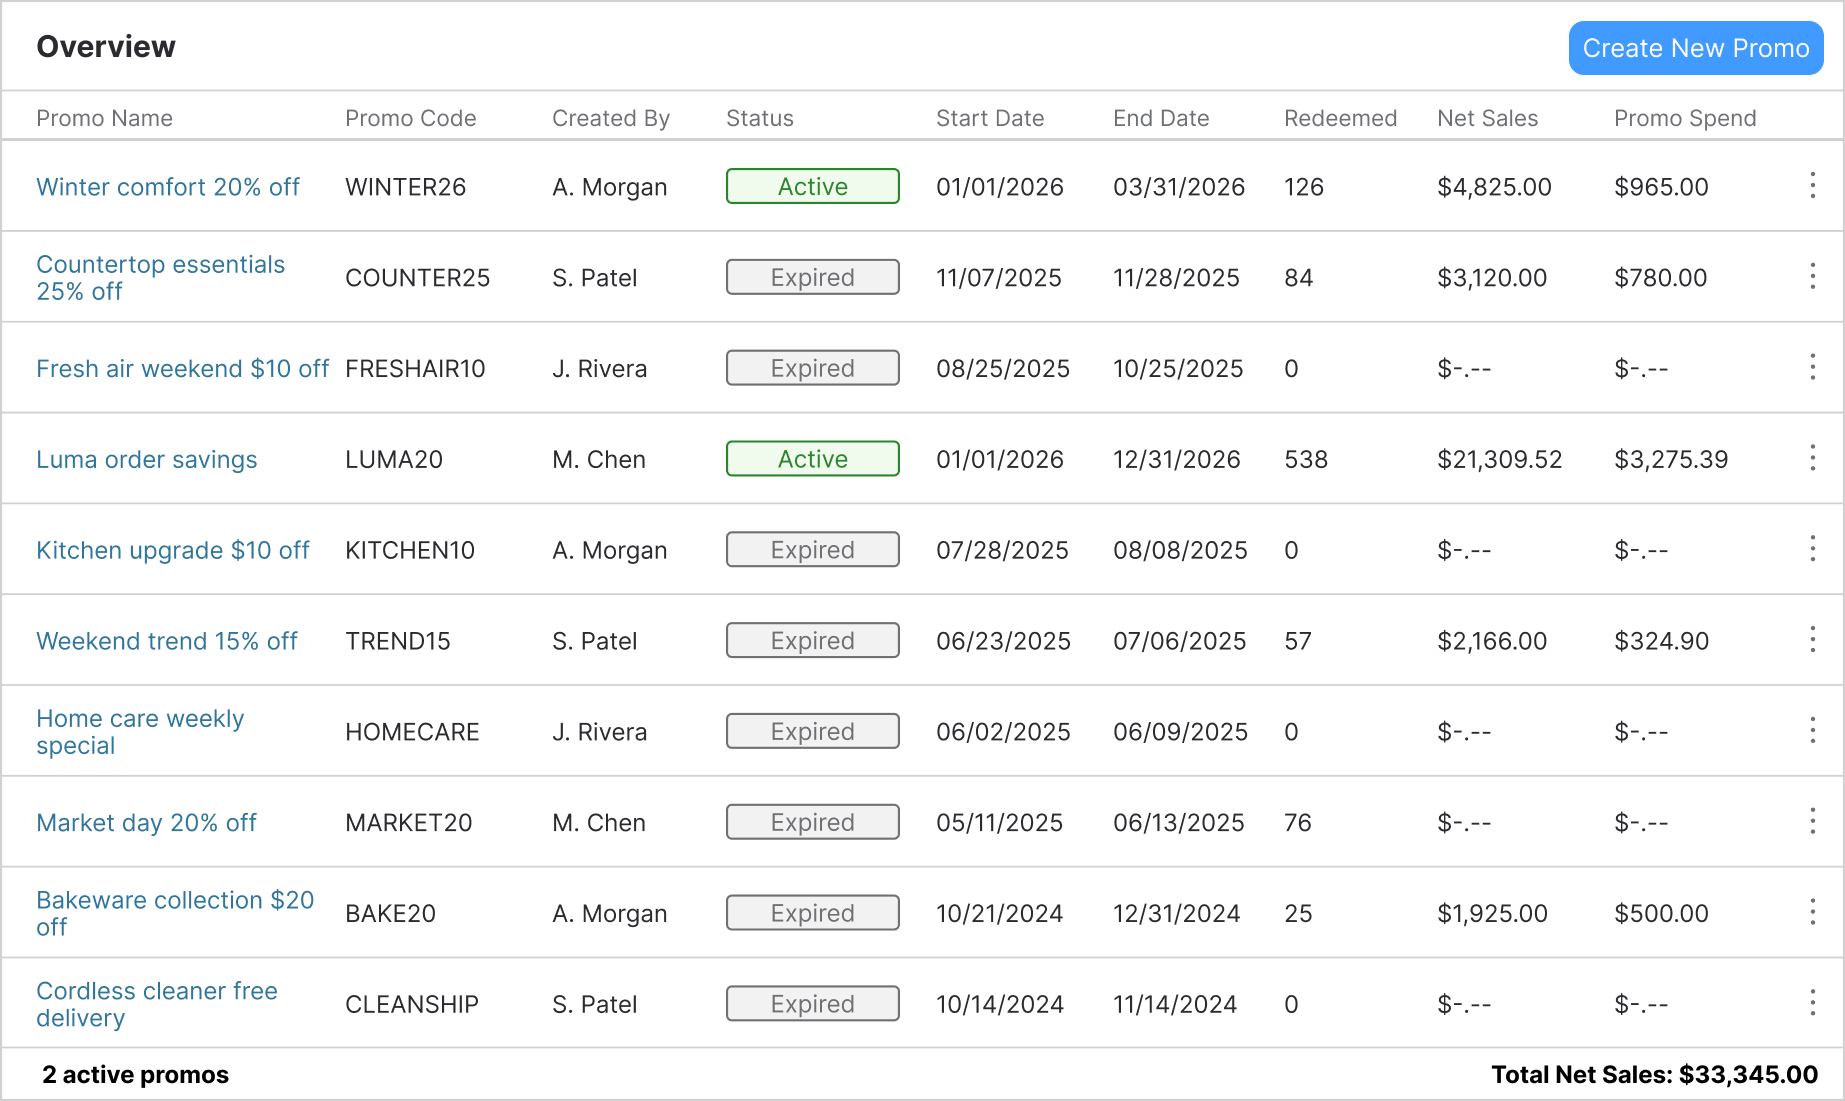 Overview
Create New Promo
Promo Name Promo Code Created By Status Start Date End Date Redeemed Net Sales Promo Spend
Winter comfort 20% off WINTER26 A. Morgan Active 01/01/2026 03/31/2026 126 $4,825.00 $965.00
Countertop essentials
25% off
COUNTER25 S. Patel Expired 11/07/2025 11/28/2025 84 $3,120.00 $780.00
Fresh air weekend $10 off FRESHAIR10 J. Rivera Expired 08/25/2025 10/25/2025 0 $-.-- $-.--
Luma order savings LUMA20 M. Chen Active 01/01/2026 12/31/2026 538 $21,309.52 $3,275.39
Kitchen upgrade $10 off KITCHEN10 A. Morgan Expired 07/28/2025 08/08/2025 0 $-.-- $-.--
Weekend trend 15% off TREND15 S. Patel Expired 06/23/2025 07/06/2025 57 $2,166.00 $324.90
Home care weekly
special
HOMECARE J. Rivera Expired 06/02/2025 06/09/2025 0 $-.-- $-.--
Market day 20% off MARKET20 M. Chen Expired 05/11/2025 06/13/2025 76 $-.-- $-.--
Bakeware collection $20
off
BAKE20 A. Morgan Expired 10/21/2024 12/31/2024 25 $1,925.00 $500.00
Cordless cleaner free
delivery
CLEANSHIP S. Patel Expired 10/14/2024 11/14/2024 0 $-.-- $-.--
2 active promos
Total Net Sales: $33,345.00